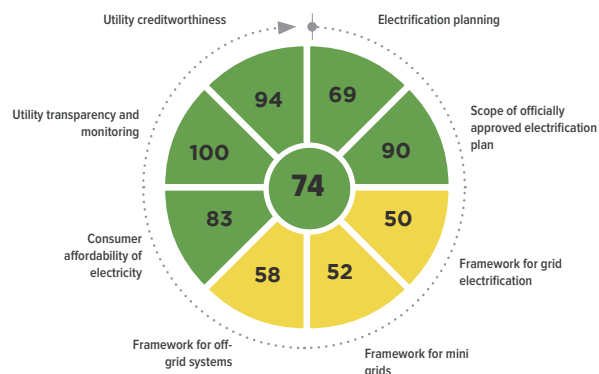 Utility creditworthiness
Electrification planning
94
69
Utility transparency and
monitoring
Scope of officially
approved electrification
plan
100
90
74
83
50
Consumer
affordability of
electricity
58
52
Framework for grid
electrification
Framework for off-
grid systems
Framework for mini
grids